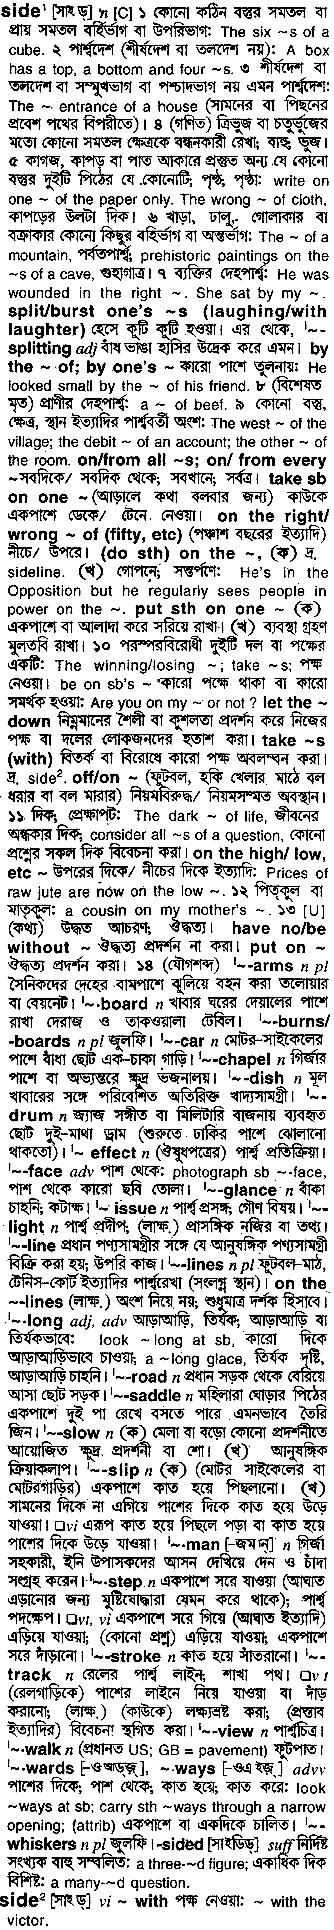 side¹ [সাইড্] n [C] ১ কোনো কঠিন বস্তুর সমতল বা
প্রায় সমতল বহির্ভাগ বা উপরিভাগ: The six ~s of a
cube. ২ পার্শ্বদেশ (শীর্ষদেশ বা তলদেশ নয়): A box
has a top, a bottom and four ~s. ৩ শীর্ষদেশ বা
তলদেশ বা সম্মুখভাগ বা পশ্চাদভাগ নয় এমন পার্শ্বদেশ:
The ~ entrance of a house (সামনের বা পিছনের
প্রবেশ পথের বিপরীতে)। ৪ (গণিত) ত্রিভুজ বা চতুর্ভুজের
মতো কোনো সমতল ক্ষেত্রকে বন্ধনকারী রেখা; বাহু, ভুজ।
৫ কাগজ, কাপড় বা পাত আকারে প্রস্তুত অন্য যে কোনো
বস্তুর দুইটি পিঠের যে কোনোটি; পৃষ্ঠ, পৃষ্ঠা: write on
one ~ of the paper only. The wrong ~ of cloth,
কাপড়ের উলটা দিক। ৬ খাড়া, ঢালু, গোলাকার বা
বক্রাকার কোনো কিছুর বহির্ভাগ বা অন্তর্ভাগ: The ~ of a
mountain, পর্বতপার্শ্ব; prehistoric paintings on the
~s of a cave, গুহাগাত্র। ৭ ব্যক্তির দেহপার্শ্ব: He was
wounded in the right ~. She sat by my ~.
split/burst one's ~s (laughing/with
laughter) হেসে কুটি কুটি হওয়া। এর থেকে, '~-
splitting adj বাঁধ ভাঙা হাসির উদ্রেক করে এমন। by
the ~ of; by one's ~ কারো পাশে তুলনায়: He
looked small by the ~ of his friend. ৮ (বিশেষত
মৃত) প্রাণীর দেহপার্শ্ব: a ~ of beef. ৯ কোনো বস্তু,
ক্ষেত্র, স্থান ইত্যাদির পার্শ্ববর্তী অংশ: The west ~ of the
village; the debit ~ of an account; the other ~ of
the room. on/from all ~s; on/ from every
~সবদিকে/ সবদিক থেকে; সবখানে; সর্বত্র। take sb
on one ~ (আড়ালে কথা বলবার জন্য) কাউকে
একপাশে ডেকে/ টেনে নেওয়া। on the right/
wrong ~ of (fifty, etc) (পঞ্চাশ বছরের ইত্যাদি)
নীচে/ উপরে। (do sth) on the ~, (ক) দ্র.
sideline. (খ) গোপনে; সন্তর্পণে: He's in the
Opposition but he regularly sees people in
power on the ~. put sth on one ~ (ক)
একপাশে বা আলাদা করে সরিয়ে রাখা। (খ) ব্যবস্থা গ্রহণ
মুলতবি রাখা। ১০ পরস্পরবিরোধী দুইটি দল বা পক্ষের
একটি: The winning/losing ~; take ~s; পক্ষ
নেওয়া। be on sb's ~ কারো পক্ষে থাকা বা কারো
সমর্থক হওয়া: Are you on my ~ or not ? let the ~
down নিম্নমানের শৈলী বা কুশলতা প্রদর্শন করে নিজের
পক্ষ বা দলের লোকজনদের হতাশ করা। take ~s
(with) বিতর্ক বা বিরোধে কারো পক্ষ অবলম্বন করা।
দ্র. side². off/on ~ (ফুটবল, হকি খেলার মাঠে বল
ধরার বা বল মারার) নিয়মবিরুদ্ধ/ নিয়মসম্মত অবস্থান।
১১ দিক; প্রেক্ষাপট: The dark ~ of life, জীবনের
অন্ধকার দিক; consider all ~s of a question, কোনো
প্রশ্নের সকল দিক বিবেচনা করা। on the high/ low,
etc ~ উপরের দিকে/ নীচের দিকে ইত্যাদি: Prices of
raw jute are now on the low ~. ১২ পিতৃকুল বা
মাতৃকুল: a cousin on my mother's ~. ১৩ [U]
(কথ্য) উদ্ধত আচরণ; ঔদ্ধত্য। have no/be
without ~ ঔদ্ধত্য প্রদর্শন না করা। put on ~
ঔদ্ধত্য প্রদর্শন করা। ১৪ (যৌগশব্দ) '~-arms n pl
সৈনিকদের দেহের বামপাশে ঝুলিয়ে বহন করা তলোয়ার
বা বেয়নেট। '~-board n খাবার ঘরের দেয়ালের পাশে
রাখা দেরাজ ও তাকওয়ালা টেবিল। '~-burns/
-boards n pl জুলফি। '~-car n মোটর-সাইকেলের
পাশে বাঁধা ছোট এক-চাকা গাড়ি। '~-chapel n গির্জার
পাশে বা অভ্যন্তরে ক্ষুদ্র ভজনালয়। '~-dish n মূল
খাবারের সঙ্গে পরিবেশিত অতিরিক্ত খাদ্যসামগ্রী। '~-
drum n জ্যাজ সঙ্গীত বা মিলিটারি বাজনায় ব্যবহৃত
ছোট দুই-মাথা ড্রাম (শুরুতে ঢাকির পাশে ঝোলানো
থাকতো)। '~ effect n (ঔষুধপত্রের) পার্শ্ব প্রতিক্রিয়া।
'~-face adv পাশ থেকে: photograph sb ~-face,
পাশ থেকে কারো ছবি তোলা। '~-glance n বাঁকা
চাহনি; কটাক্ষ। '~ issue n পার্শ্ব প্রসঙ্গ; গৌণ বিষয়। '~-
light n পার্শ্ব প্রদীপ; (লাক্ষ.) প্রাসঙ্গিক নজির বা তথ্য।
'~-line প্রধান পণ্যসামগ্রীর সঙ্গে যে আনুষঙ্গিক পণ্যসামগ্রী
বিক্রি করা হয়; উপরি কাজ। '~-lines n pl ফুটবল-মাঠ,
টেনিস-কোর্ট ইত্যাদির পার্শ্বরেখা (সংলগ্ন স্থান)। on the
~-lines (লাক্ষ.) অংশ নিয়ে নয়; শুধুমাত্র দর্শক হিসাবে।
'~-long adj, adv আড়াআড়ি, তির্যক; আড়াআড়ি বা
তির্যকভাবে: look ~long at sb, কারো দিকে
আড়াআড়িভাবে চাওয়া; a ~long glace, তির্যক দৃষ্টি,
আড়াআড়ি চাহনি। '~-road n প্রধান সড়ক থেকে বেরিয়ে
আসা ছোট সড়ক। '~-saddle n মহিলারা ঘোড়ার পিঠের
একপাশে দুই পা রেখে বসতে পারে এমনভাবে তৈরি
জিন। '~-slow n (ক) মেলা বা বড়ো কোনো প্রদর্শনীতে
আয়োজিত ক্ষুদ্র প্রদর্শনী বা শো। (খ) আনুষঙ্গিক
ক্রিয়াকলাপ। '~-slip n (ক) (মোটর সাইকেলের বা
মোটরগাড়ির) একপাশে কাত হয়ে পিছলানো। (খ)
সামনের দিকে না এগিয়ে পাশের দিকে কাত হয়ে উড়ে
যাওয়া। □vi এরূপ কাত হয়ে পিছলে পড়া বা কাত হয়ে
পাশের দিকে উড়ে যাওয়া। '~-man [–জমান্] n গির্জা
সহকারী, ইনি উপাসকদের আসন দেখিয়ে দেন ও চাঁদা
সংগ্রহ করেন। '~-step n একপাশে সরে যাওয়া (আঘাত
এড়ানোর জন্য মুষ্টিযোদ্ধারা যেমন করে থাকে); পার্শ্ব
পদক্ষেপ। □vt, vi একপাশে সরে গিয়ে (আঘাত ইত্যাদি)
এড়িয়ে যাওয়া; (কোনো প্রশ্ন) এড়িয়ে যাওয়া; একপাশে
সরে দাঁড়ানো। '~-stroke n কাত হয়ে সাঁতরানো। '~-
track n রেলের পার্শ্ব লাইন; শাখা পথ। □vt
(রেলগাড়িকে) পাশের লাইনে নিয়ে যাওয়া বা দাঁড়
করানো; (লাক্ষ.) (কাউকে) লক্ষ্যভ্রষ্ট করা; (প্রস্তাব
ইত্যাদির) বিবেচনা স্থগিত করা। '~-view n পার্শ্বচিত্র।
'~-walk n (প্রধানত US; GB = pavement) ফুটপাত।
'~-wards [–ওআড্জ়্], ~-ways [–ওএইজ়্] advv
পাশের দিকে; পাশ থেকে; কাত হয়ে; কাত করে: look
~ways at sb; carry sth ~ways through a narrow
opening; (attrib) একপাশে বা একদিকে চালিত। '~-
whiskers n pl জুলফি। -sided [সাইডিড্] suff নির্দিষ্ট
সংখ্যক বাহু সম্বলিত: a three-~d figure; একাধিক দিক
বিশিষ্ট: a many-~d question.
side² [সাইড্] vi ~ with পক্ষ নেওয়া: ~ with the
victor.